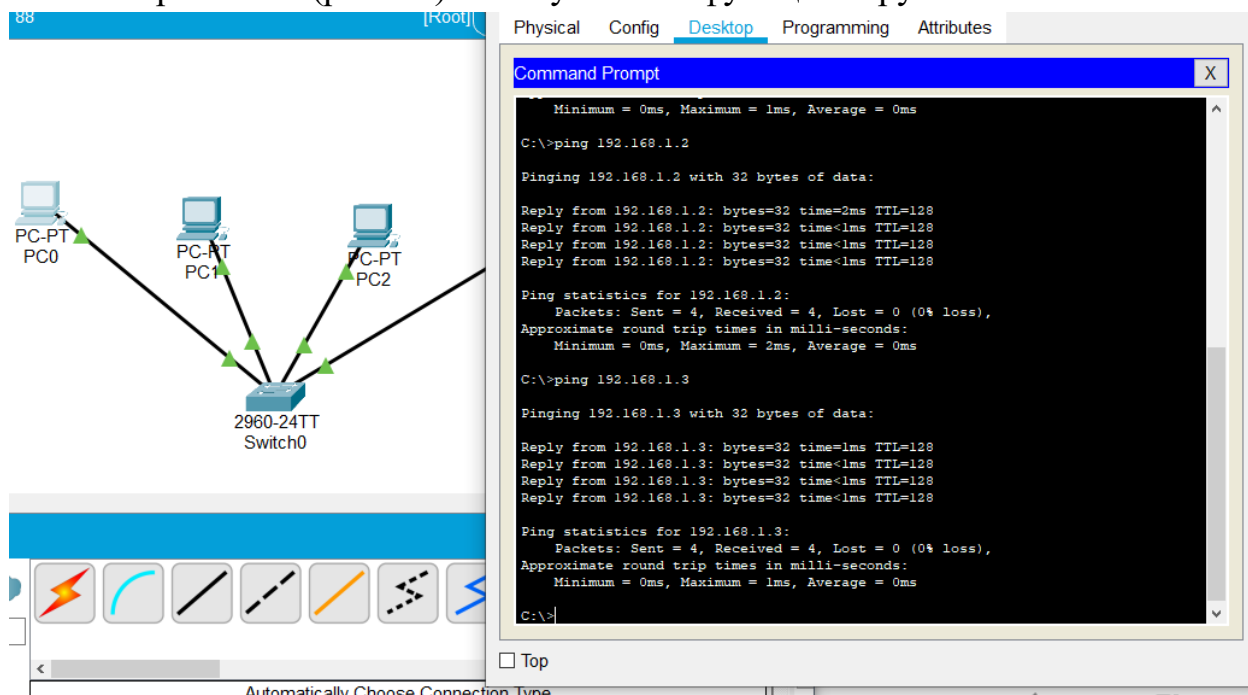 88
[Root]
Physical Config Desktop Programming Attributes
Command Prompt
X
Minimum = 0ms, Maximum = 1ms, Average = 0ms
C:\>ping 192.168.1.2
Pinging 192.168.1.2 with 32 bytes of data:
Reply from 192.168.1.2: bytes=32 time=2ms TTL=128
Reply from 192.168.1.2: bytes=32 time<1ms TTL=128
Reply from 192.168.1.2: bytes=32 time<1ms TTL=128
Reply from 192.168.1.2: bytes=32 time<1ms TTL=128
Ping statistics for 192.168.1.2:
Packets: Sent = 4, Received = 4, Lost = 0 (0% loss),
Approximate round trip times in milli-seconds:
Minimum = 0ms, Maximum = 2ms, Average = 0ms
C:\>ping 192.168.1.3
Pinging 192.168.1.3 with 32 bytes of data:
Reply from 192.168.1.3: bytes=32 time=1ms TTL=128
Reply from 192.168.1.3: bytes=32 time<1ms TTL=128
Reply from 192.168.1.3: bytes=32 time<1ms TTL=128
Reply from 192.168.1.3: bytes=32 time<1ms TTL=128
Ping statistics for 192.168.1.3:
Packets: Sent = 4, Received = 4, Lost = 0 (0% loss),
Approximate round trip times in milli-seconds:
Minimum = 0ms, Maximum = 1ms, Average = 0ms
C:\>
Top
PC-PT
PC0
PC-PT
PC1
PC-PT
PC2
2960-24TT
Switch0
Automatically Choose Connection Type